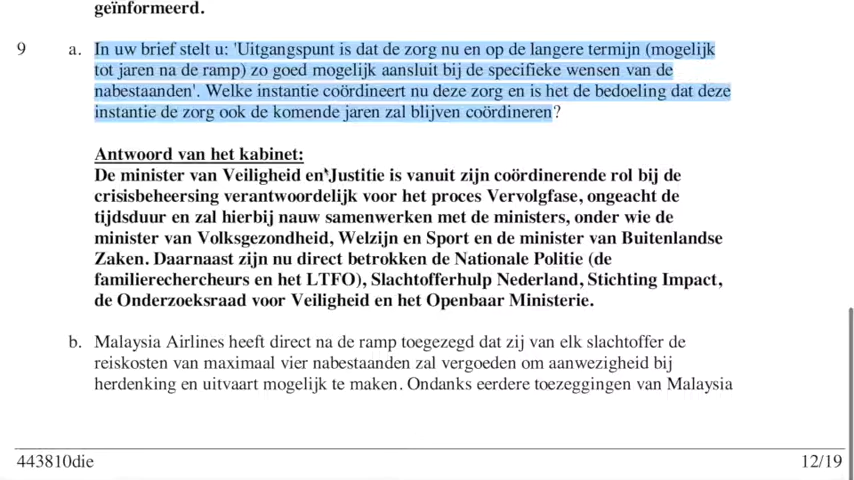 geïnformeerd.
9 a. In uw brief stelt u: 'Uitgangspunt is dat de zorg nu en op de langere termijn (mogelijk
tot jaren na de ramp) zo goed mogelijk aansluit bij de specifieke wensen van de
nabestaanden'. Welke instantie coördineert nu deze zorg en is het de bedoeling dat deze
instantie de zorg ook de komende jaren zal blijven coördineren?
Antwoord van het kabinet:
De minister van Veiligheid en Justitie is vanuit zijn coördinerende rol bij de
crisisbeheersing verantwoordelijk voor het proces Vervolgfase, ongeacht de
tijdsduur en zal hierbij nauw samenwerken met de ministers, onder wie de
minister van Volksgezondheid, Welzijn en Sport en de minister van Buitenlandse
Zaken. Daarnaast zijn nu direct betrokken de Nationale Politie (de
familierechercheurs en het LTFO), Slachtofferhulp Nederland, Stichting Impact,
de Onderzoeksraad voor Veiligheid en het Openbaar Ministerie.
b. Malaysia Airlines heeft direct na de ramp toegezegd dat zij van elk slachtoffer de
reiskosten van maximaal vier nabestaanden zal vergoeden om aanwezigheid bij
herdenking en uitvaart mogelijk te maken. Ondanks eerdere toezeggingen van Malaysia
443810die 12/19